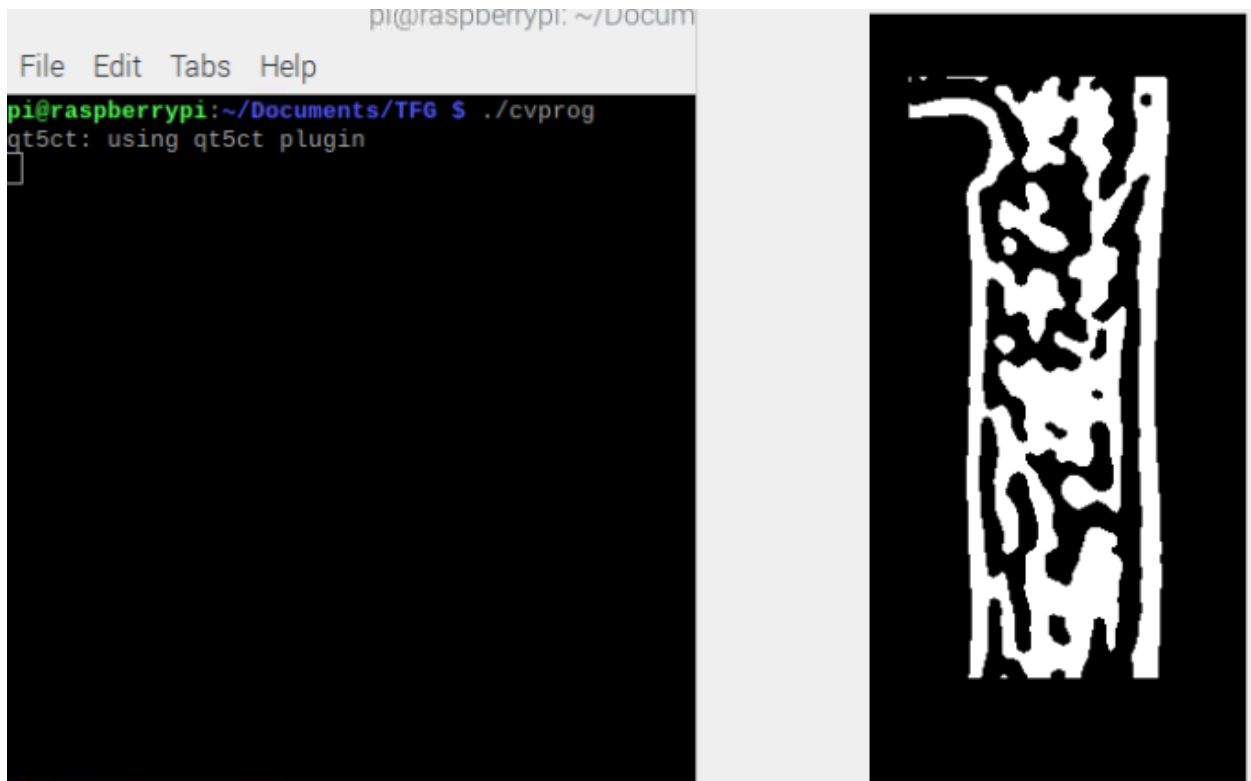 pi@raspberrypi: ~/Docum
File Edit Tabs Help
pi@raspberrypi:~/Documents/TFG $ ./cvprog
qt5ct: using qt5ct plugin